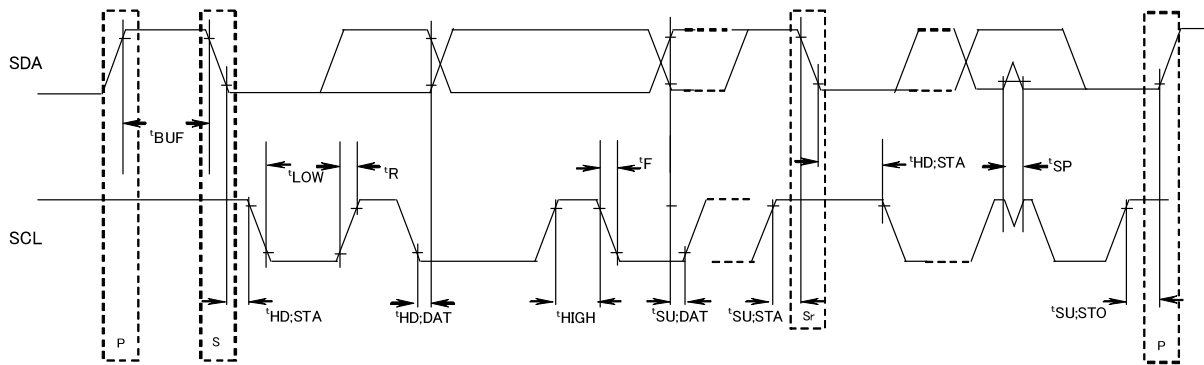 SDA
tBUF
tLOW
tR
tF
tHD;STA
tSP
SCL
tHD;STA
tHD;DAT
tHIGH
tSU;DAT
tSU;STA
Sr
tSU;STO
P
S
P